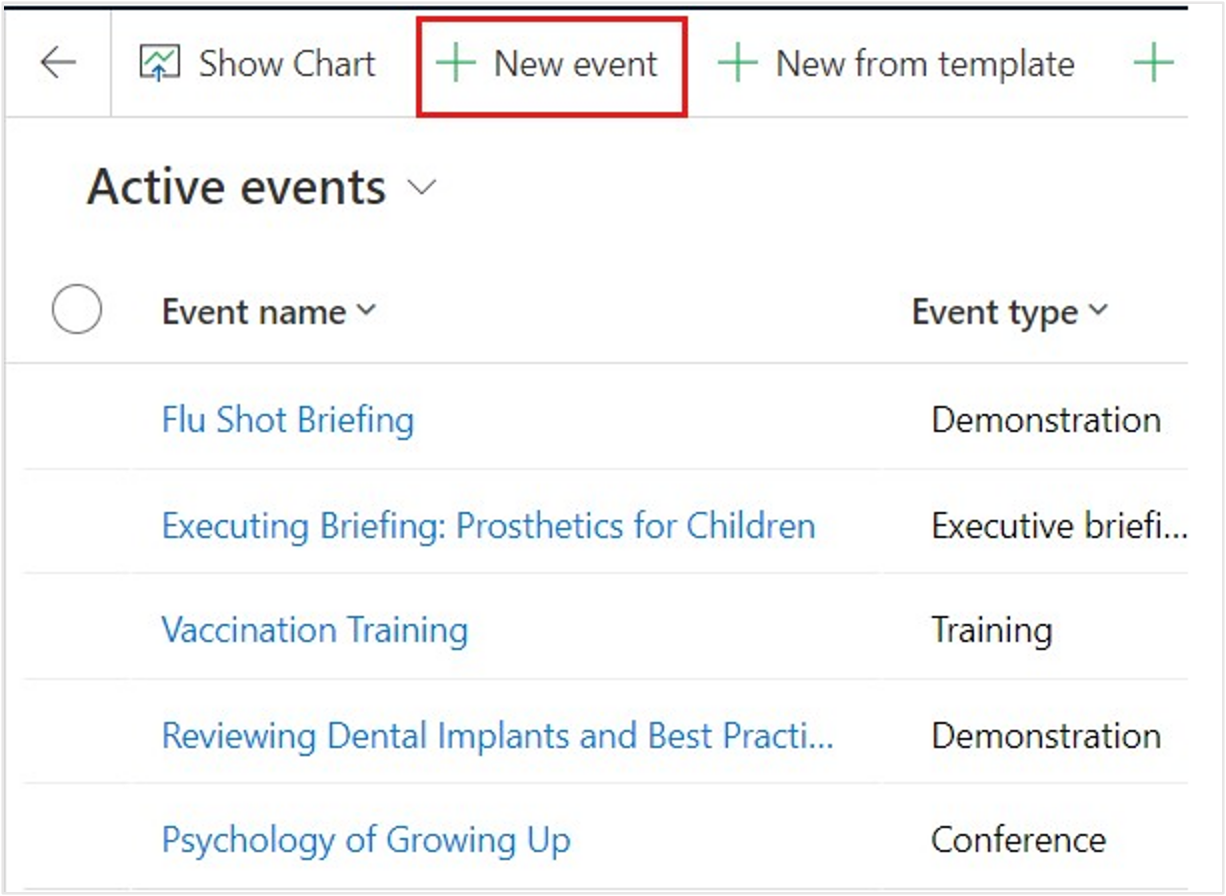 Show Chart New event New from template
Active events
Event name Event type
Flu Shot Briefing Demonstration
Executing Briefing: Prosthetics for Children Executive briefi...
Vaccination Training Training
Reviewing Dental Implants and Best Practi... Demonstration
Psychology of Growing Up Conference